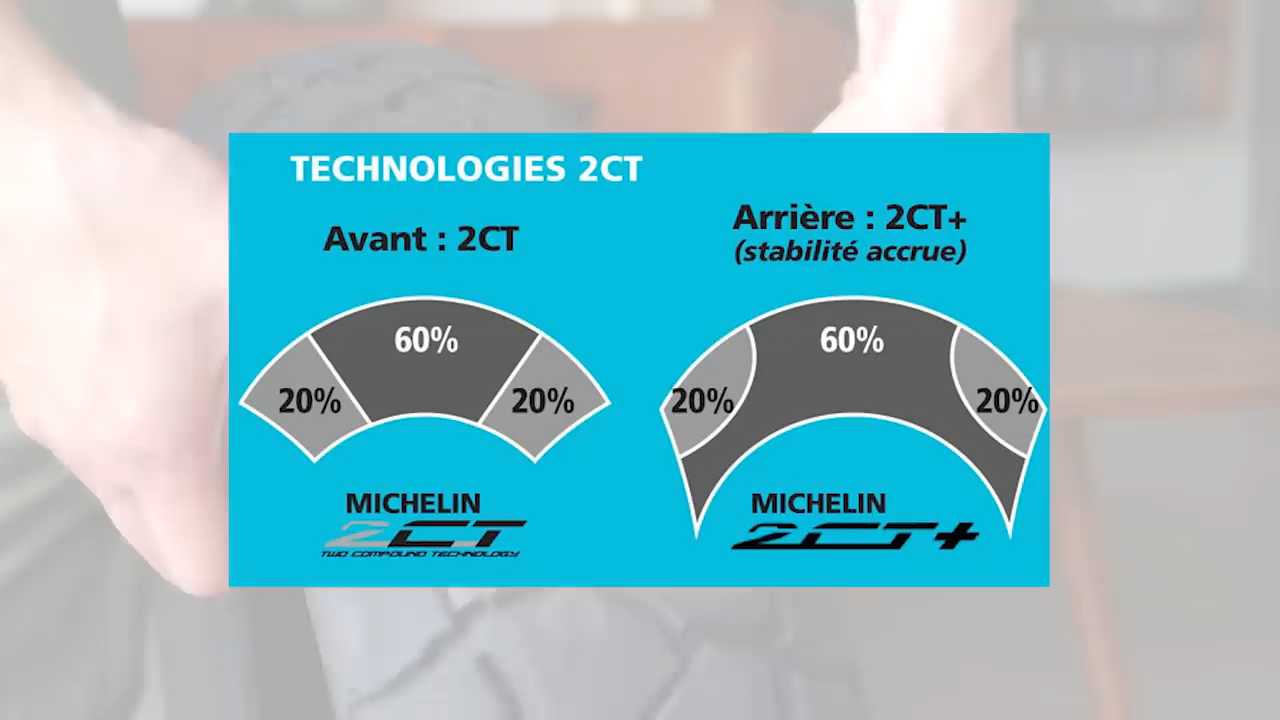 TECHNOLOGIES 2CT
Avant : 2CT
Arrière : 2CT+
(stabilité accrue)
60%
20%
20%
60%
20%
20%
MICHELIN
2CT
TWO COMPOUND TECHNOLOGY
MICHELIN
2CT+